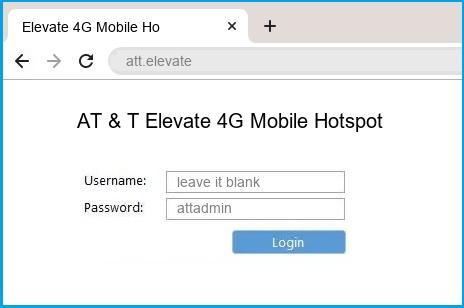 Elevate 4G Mobile Ho
att.elevate
AT & T Elevate 4G Mobile Hotspot
Username: leave it blank
Password: attadmin
Login